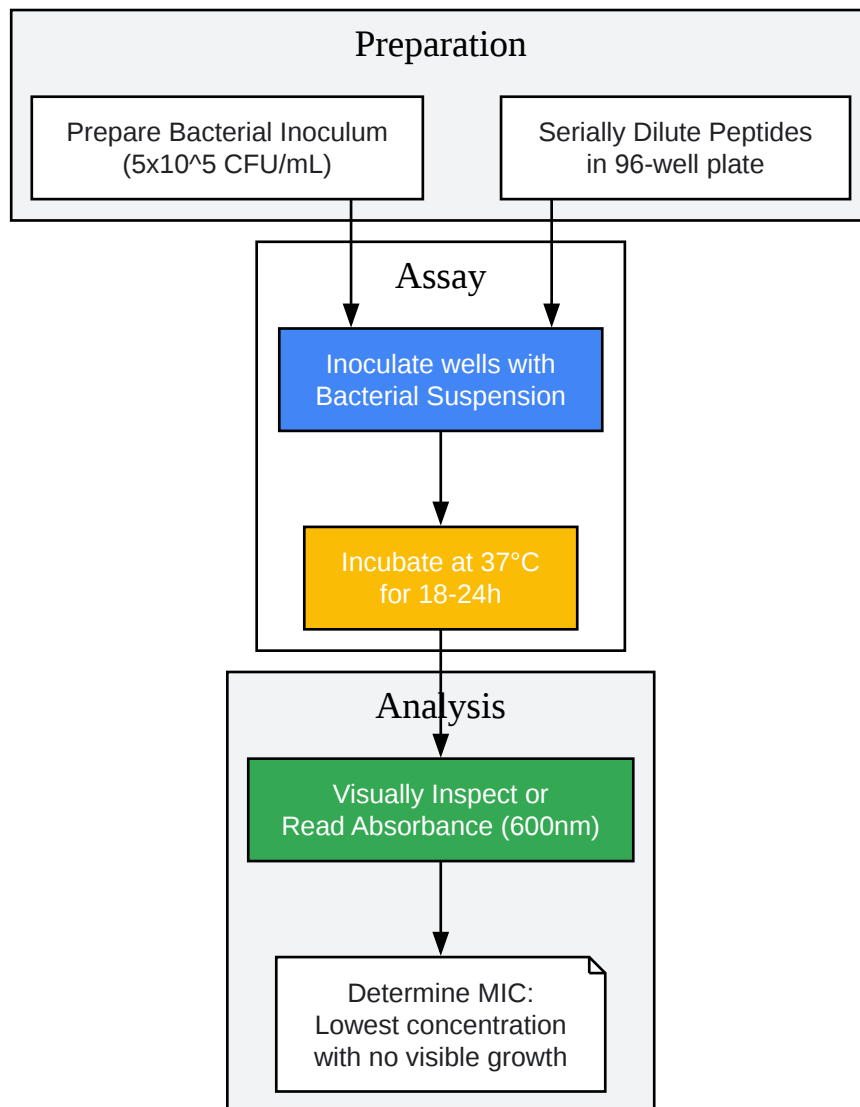 Preparation
Prepare Bacterial Inoculum
(5x10^5 CFU/mL)
Serially Dilute Peptides
in 96-well plate
Assay
Inoculate wells with
Bacterial Suspension
Incubate at 37°C
for 18-24h
Analysis
Visually Inspect or
Read Absorbance (600nm)
Determine MIC:
Lowest concentration
with no visible growth